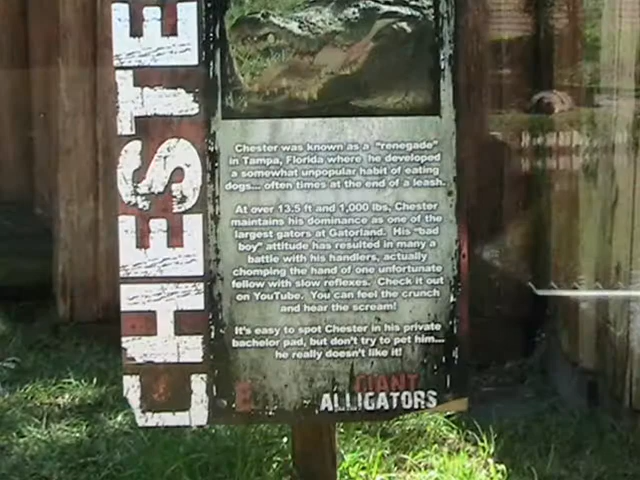 CHESTE
Chester was known as a "renegade"
in Tampa, Florida where he developed
a somewhat unpopular habit of eating
dogs... often times at the end of a leash.
At over 13.5 ft and 1,000 lbs, Chester
maintains his dominance as one of the
largest gators at Gatorland. His "bad
boy" attitude has resulted in many a
battle with his handlers, actually
chomping the hand of one unfortunate
fellow with slow reflexes. Check it out
on YouTube. You can feel the crunch
and hear the scream!
It's easy to spot Chester in his private
bachelor pad, but don't try to pet him...
he really doesn't like it!
GIANT
ALLIGATORS